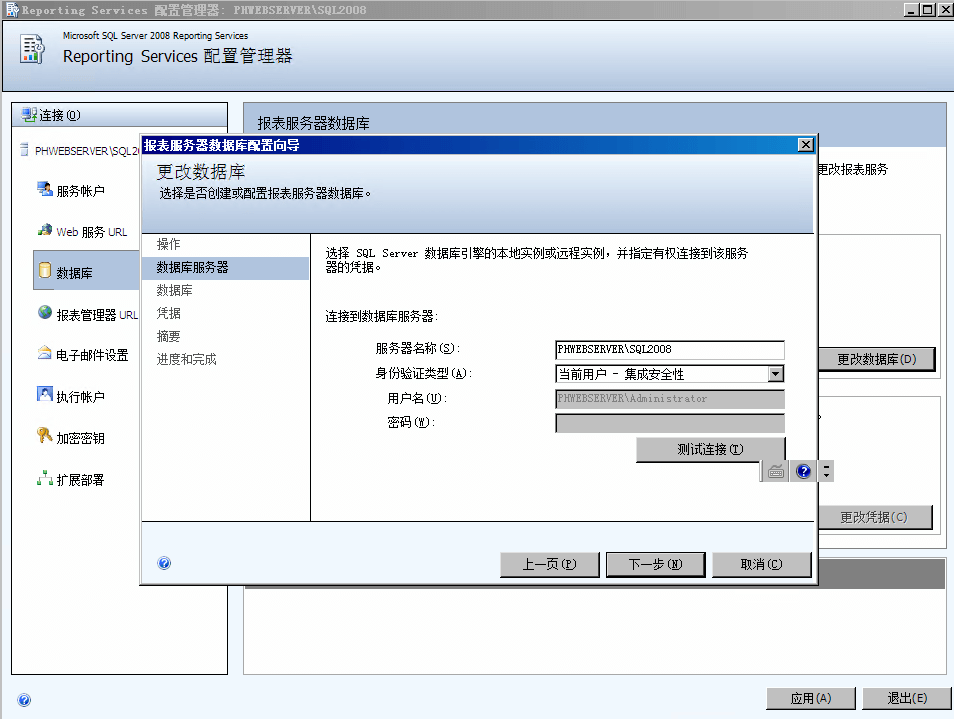 Reporting Services 配置管理器: PHWEBSERVER\SQL2008
Microsoft SQL Server 2008 Reporting Services
Reporting Services 配置管理器
连接(O)
PHWEBSERVER\SQL20
服务帐户
Web 服务 URL
数据库
报表管理器 URL
电子邮件设置
执行帐户
加密密钥
扩展部署
报表服务器数据库
更改报表服务
更改数据库(D)
更改凭据(C)
报表服务器数据库配置向导
更改数据库
选择是否创建或配置报表服务器数据库。
操作
数据库服务器
数据库
凭据
摘要
进度和完成
选择 SQL Server 数据库引擎的本地实例或远程实例，并指定有权连接到该服务
器的凭据。
连接到数据库服务器:
服务器名称(S): PHWEBSERVER\SQL2008
身份验证类型(A): 当前用户 - 集成安全性
用户名(U): PHWEBSERVER\Administrator
密码(W):
测试连接(T)
上一页(P) 下一步(N) 取消(C)
应用(A) 退出(E)